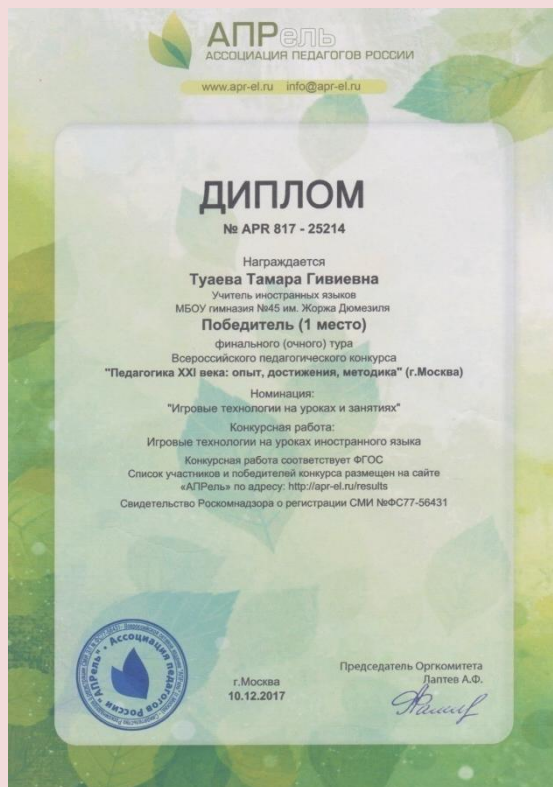 АПРель
АССОЦИАЦИЯ ПЕДАГОГОВ РОССИИ
www.apr-el.ru info@apr-el.ru
ДИПЛОМ
№ APR 817 - 25214
Награждается
Туаева Тамара Гивиевна
Учитель иностранных языков
МБОУ гимназия №45 им. Жоржа Дюмезиля
Победитель (1 место)
финального (очного) тура
Всероссийского педагогического конкурса
"Педагогика XXI века: опыт, достижения, методика" (г.Москва)
Номинация:
"Игровые технологии на уроках и занятиях"
Конкурсная работа:
Игровые технологии на уроках иностранного языка
Конкурсная работа соответствует ФГОС
Список участников и победителей конкурса размещен на сайте
«АПРель» по адресу: http://apr-el.ru/results
Свидетельство Роскомнадзора о регистрации СМИ №ФС77-56431
Ассоциация педагогов России "АПРель"
г.Москва
10.12.2017
Председатель Оргкомитета
Лаптев А.Ф.